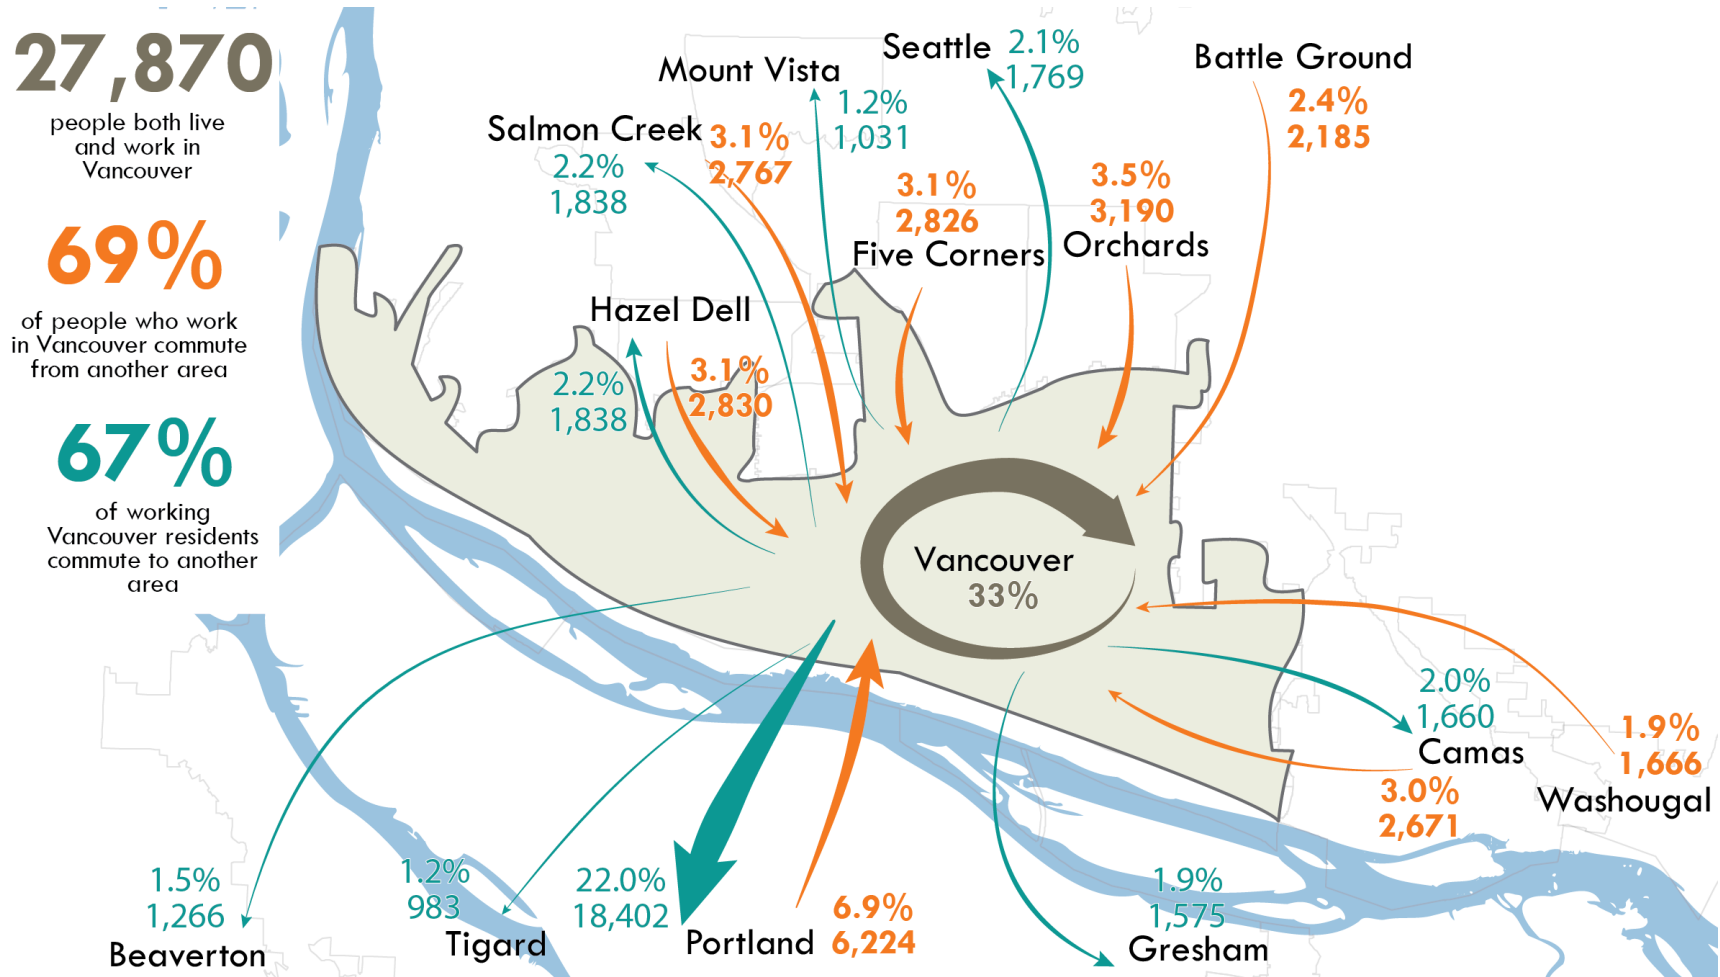 27,870
people both live
and work in
Vancouver
69%
of people who work
in Vancouver commute
from another area
67%
of working
Vancouver residents
commute to another
area
Seattle
2.1%
1,769
Battle Ground
2.4%
2,185
Mount Vista
1.2%
1,031
Salmon Creek
3.1%
2,767
2.2%
1,838
3.1%
2,826
Five Corners
3.5%
3,190
Orchards
Hazel Dell
3.1%
2,830
2.2%
1,838
Vancouver
33%
2.0%
1,660
Camas
3.0%
2,671
1.9%
1,666
Washougal
1.5%
1,266
Beaverton
1.2%
983
Tigard
22.0%
18,402
Portland
6.9%
6,224
1.9%
1,575
Gresham